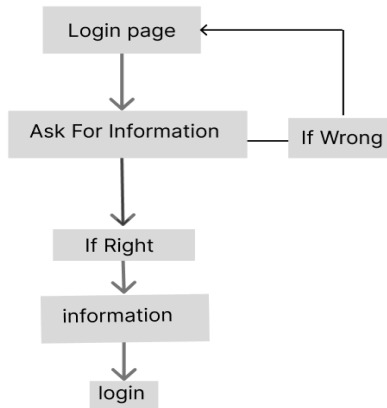 Login page
Ask For Information
If Wrong
If Right
information
login